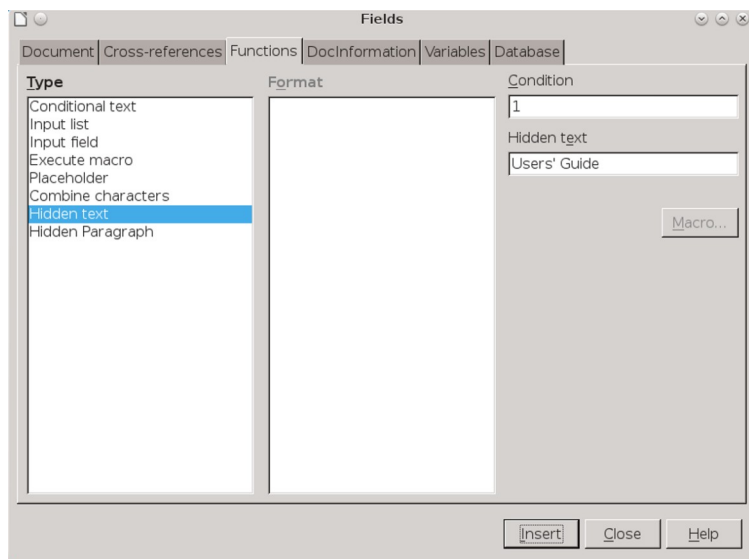 Fields
Document Cross-references Functions DocInformation Variables Database
Type
Conditional text
Input list
Input field
Execute macro
Placeholder
Combine characters
Hidden text
Hidden Paragraph
Format
Condition
1
Hidden text
Users' Guide
Macro...
Insert Close Help